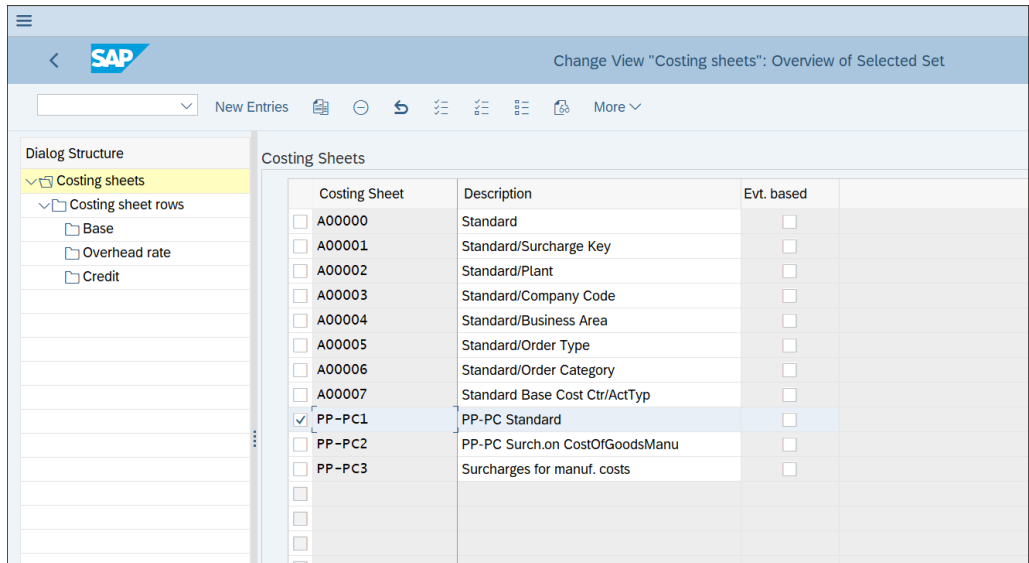 SAP
Change View "Costing sheets": Overview of Selected Set
New Entries More
Dialog Structure
Costing sheets
Costing sheet rows
Base
Overhead rate
Credit
Costing Sheets
Costing Sheet Description Evt. based
A00000 Standard
A00001 Standard/Surcharge Key
A00002 Standard/Plant
A00003 Standard/Company Code
A00004 Standard/Business Area
A00005 Standard/Order Type
A00006 Standard/Order Category
A00007 Standard Base Cost Ctr/ActTyp
PP-PC1 PP-PC Standard
PP-PC2 PP-PC Surch.on CostOfGoodsManu
PP-PC3 Surcharges for manuf. costs